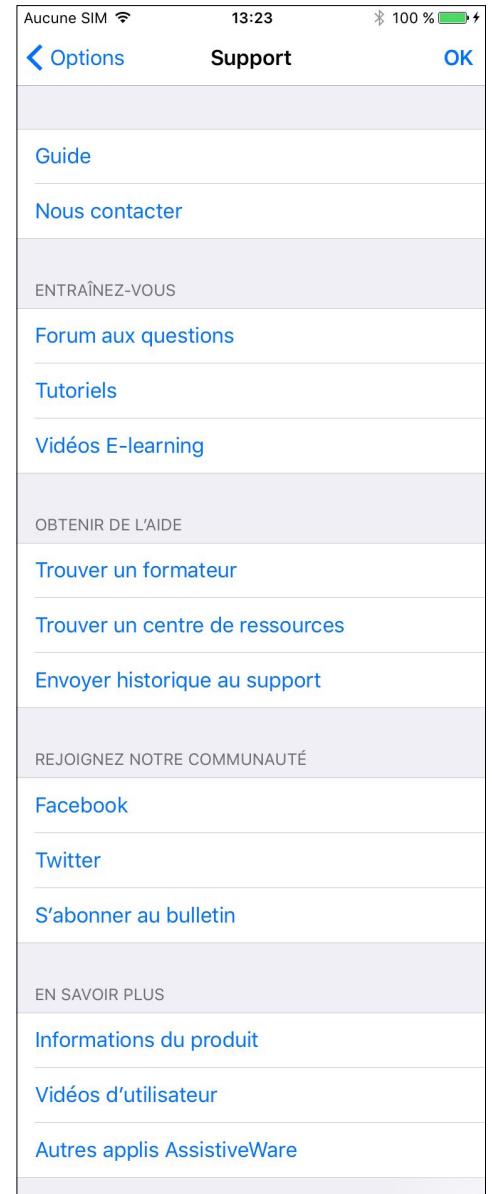 Aucune SIM 13:23 100 %
Options Support OK
Guide
Nous contacter
ENTRAÎNEZ-VOUS
Forum aux questions
Tutoriels
Vidéos E-learning
OBTENIR DE L’AIDE
Trouver un formateur
Trouver un centre de ressources
Envoyer historique au support
REJOIGNEZ NOTRE COMMUNAUTÉ
Facebook
Twitter
S’abonner au bulletin
EN SAVOIR PLUS
Informations du produit
Vidéos d’utilisateur
Autres applis AssistiveWare